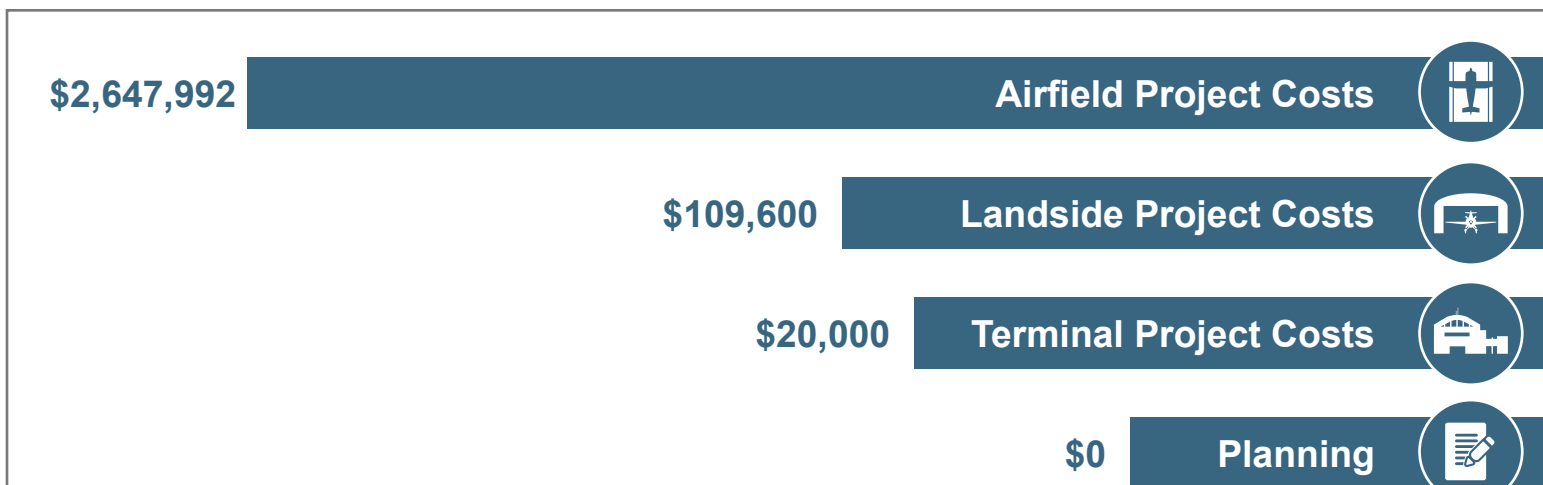 $2,647,992 Airfield Project Costs
$109,600 Landside Project Costs
$20,000 Terminal Project Costs
$0 Planning